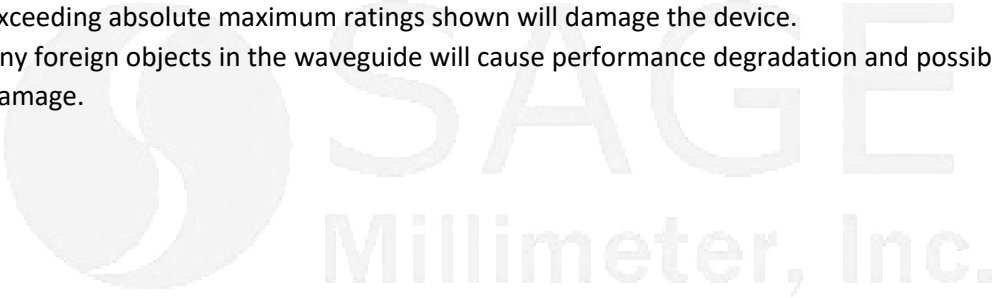 xceeding absolute maximum ratings shown will damage the device.
ny foreign objects in the waveguide will cause performance degradation and possib
amage.
SAGE
Millimeter, Inc.